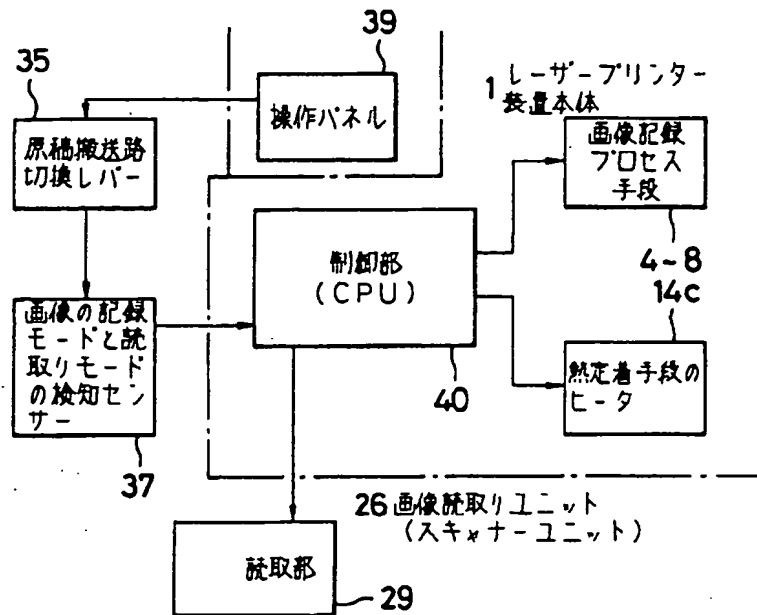 39
35
操作パネル
1 レーザープリンター
装置本体
原稿搬送路
切換レバー
画像記録
プロセス
手段
制御部
(CPU)
4~8
14c
画像の記録
モードと読
取りモード
の検知セン
サー
熱定着手段の
ヒータ
40
37
26 画像読取りユニット
(スキャナーユニット)
読取部
29